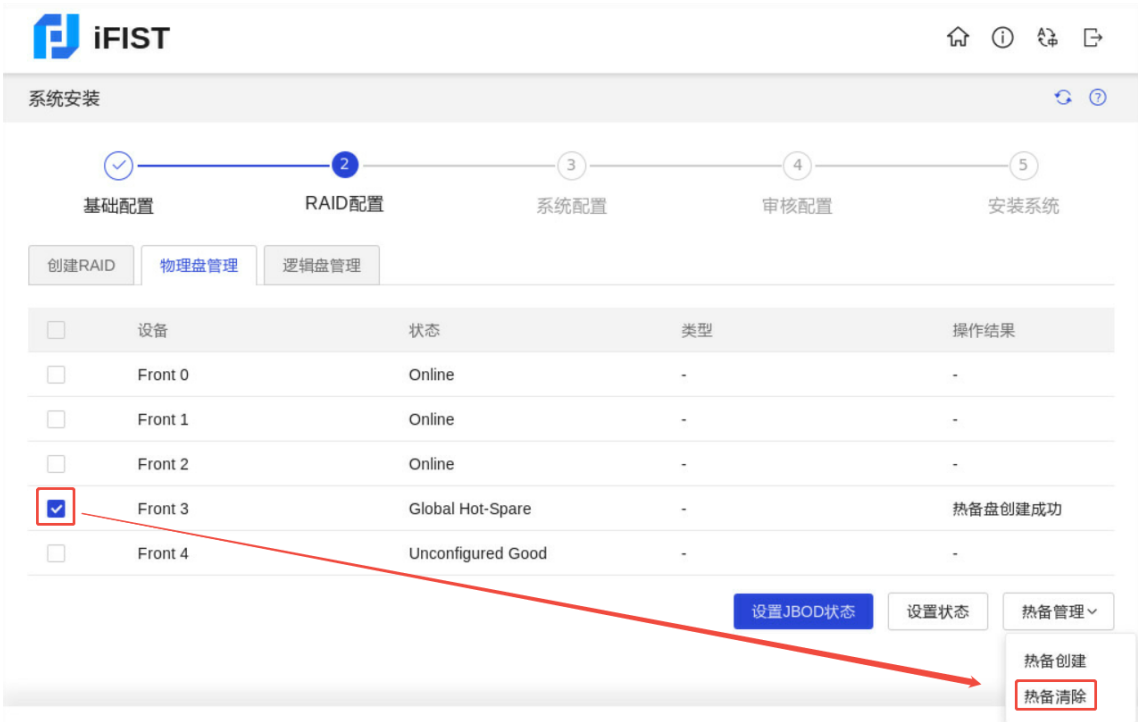 iFIST
系统安装
2 3 4 5
基础配置 RAID配置 系统配置 审核配置 安装系统
创建RAID 物理盘管理 逻辑盘管理
设备 状态 类型 操作结果
Front 0 Online - -
Front 1 Online - -
Front 2 Online - -
Front 3 Global Hot-Spare - 热备盘创建成功
Front 4 Unconfigured Good - -
设置JBOD状态 设置状态 热备管理
热备创建
热备清除